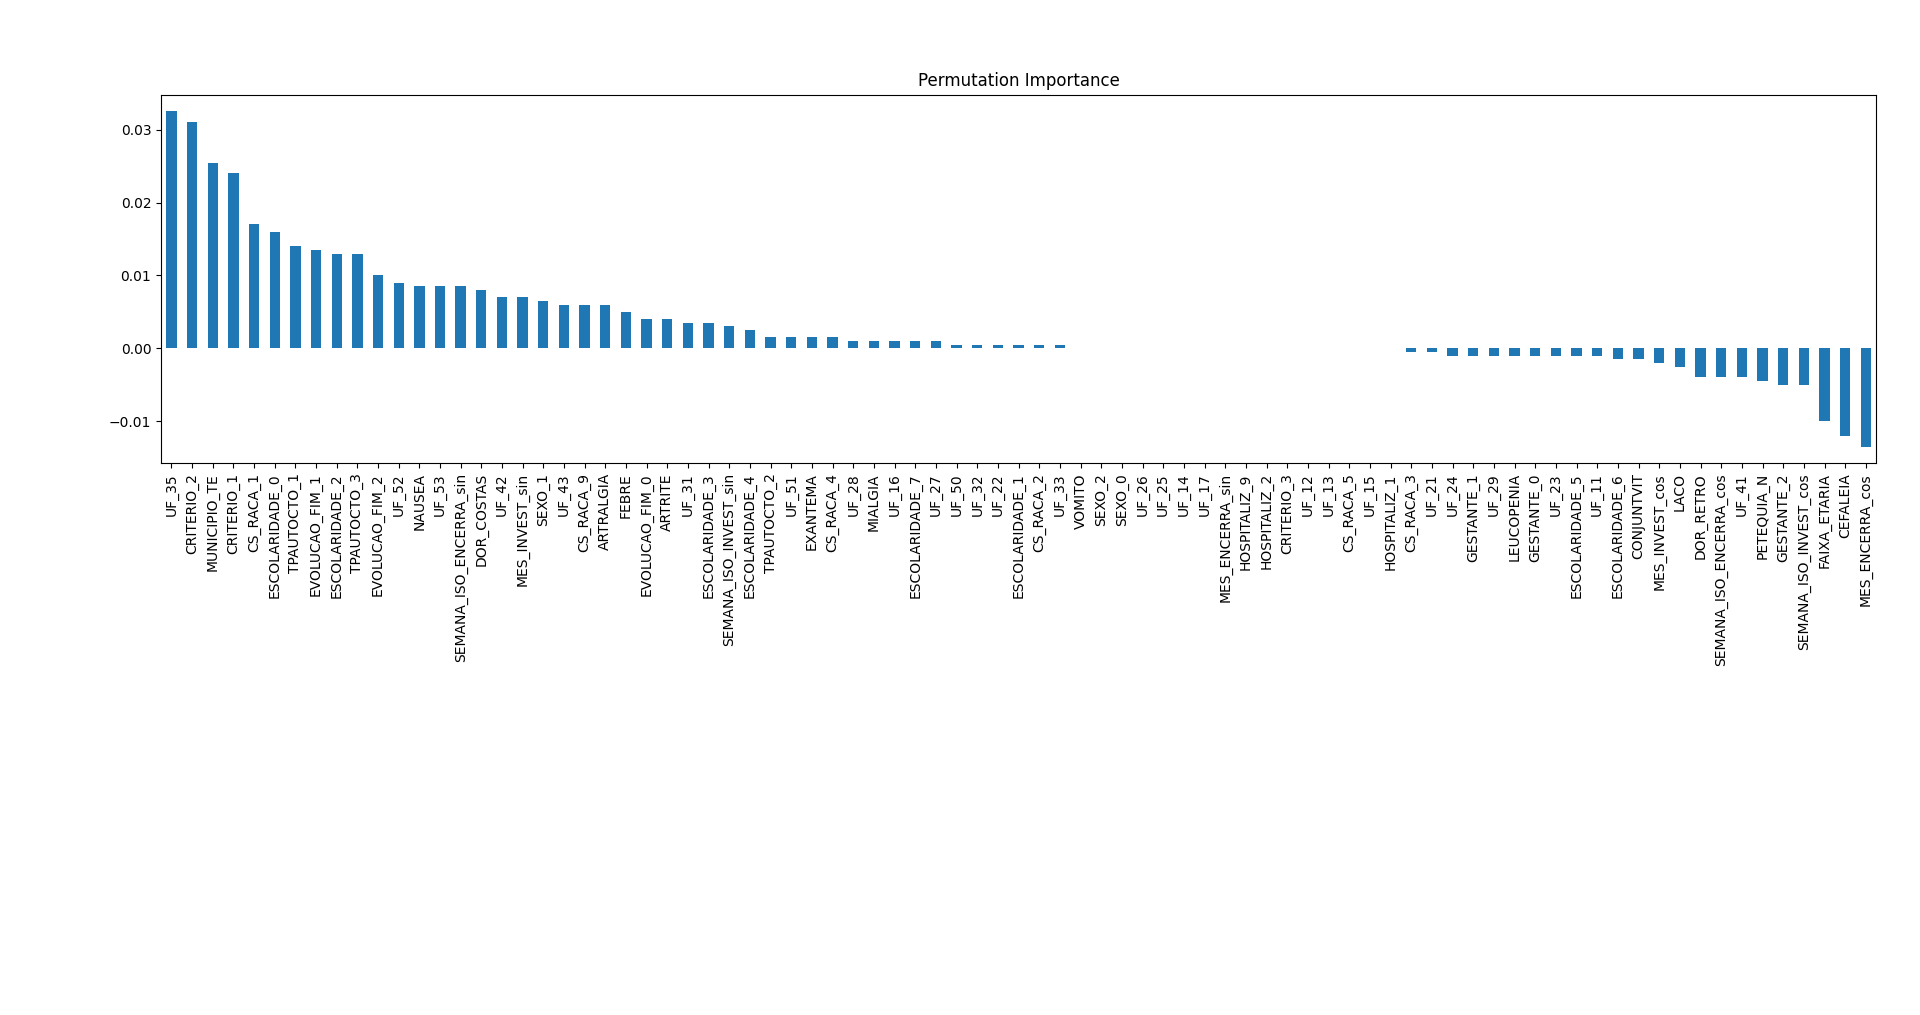 Permutation Importance
0.03
0.02
0.01
0.00
−0.01
UF_35
CRITERIO_2
MUNICIPIO_TE
CRITERIO_1
CS_RACA_1
ESCOLARIDADE_0
TPAUTOCTO_1
EVOLUCAO_FIM_1
ESCOLARIDADE_2
TPAUTOCTO_3
EVOLUCAO_FIM_2
UF_52
NAUSEA
UF_53
SEMANA_ISO_ENCERRA_sin
DOR_COSTAS
UF_42
MES_INVEST_sin
SEXO_1
UF_43
CS_RACA_9
ARTRALGIA
FEBRE
EVOLUCAO_FIM_0
ARTRITE
UF_31
ESCOLARIDADE_3
SEMANA_ISO_INVEST_sin
ESCOLARIDADE_4
TPAUTOCTO_2
UF_51
EXANTEMA
CS_RACA_4
UF_28
MIALGIA
UF_16
ESCOLARIDADE_7
UF_27
UF_50
UF_32
UF_22
ESCOLARIDADE_1
CS_RACA_2
UF_33
VOMITO
SEXO_2
SEXO_0
UF_26
UF_25
UF_14
UF_17
MES_ENCERRA_sin
HOSPITALIZ_9
HOSPITALIZ_2
CRITERIO_3
UF_12
UF_13
CS_RACA_5
UF_15
HOSPITALIZ_1
CS_RACA_3
UF_21
UF_24
GESTANTE_1
UF_29
LEUCOPENIA
GESTANTE_0
UF_23
ESCOLARIDADE_5
UF_11
ESCOLARIDADE_6
CONJUNTVIT
MES_INVEST_cos
LACO
DOR_RETRO
SEMANA_ISO_ENCERRA_cos
UF_41
PETEQUIA_N
GESTANTE_2
SEMANA_ISO_INVEST_cos
FAIXA_ETARIA
CEFALEIA
MES_ENCERRA_cos